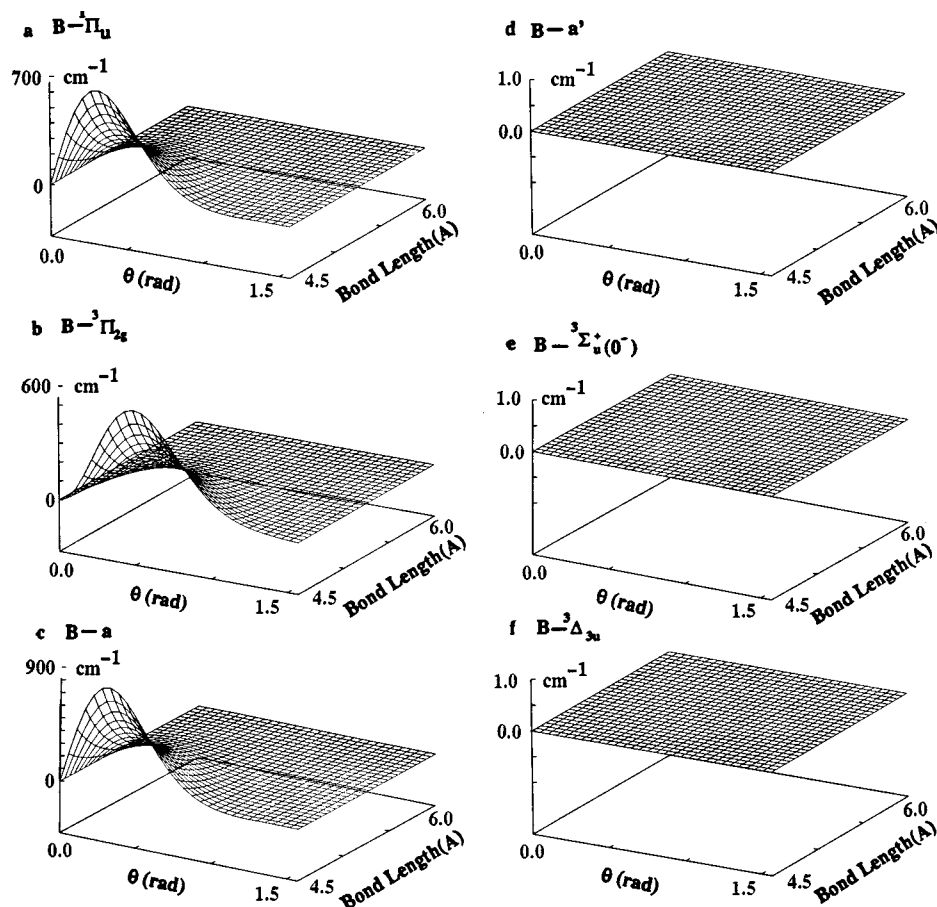 a B—¹Πᵤ
700
cm⁻¹
0
0.0
θ (rad)
1.5
4.5
Bond Length(A)
6.0
b B—³Π₂g
600
cm⁻¹
0
0.0
θ (rad)
1.5
4.5
Bond Length(A)
6.0
c B—a
900
cm⁻¹
0
0.0
θ (rad)
1.5
4.5
Bond Length(A)
6.0
d B—a'
1.0
cm⁻¹
0.0
0.0
θ (rad)
1.5
4.5
Bond Length(A)
6.0
e B—³Σᵤ⁺(0⁻)
1.0
cm⁻¹
0.0
0.0
θ (rad)
1.5
4.5
Bond Length(A)
6.0
f B—³Δ₃ᵤ
1.0
cm⁻¹
0.0
0.0
θ (rad)
1.5
4.5
Bond Length(A)
6.0